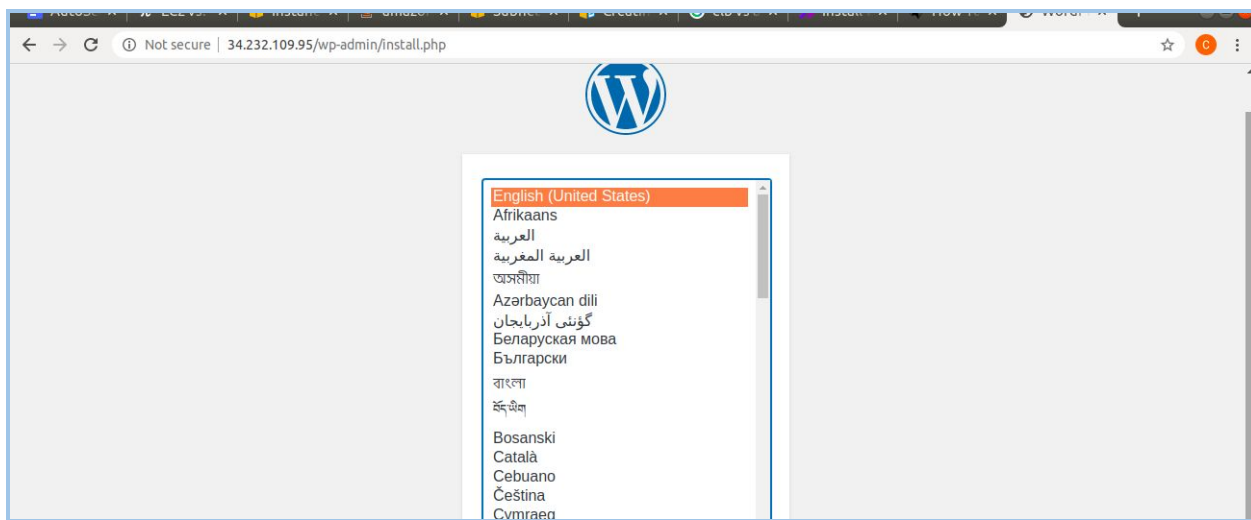 Not secure | 34.232.109.95/wp-admin/install.php
C
English (United States)
Afrikaans
العربية
العربية المغربية
অসমীয়া
Azərbaycan dili
گؤنئی آذربایجان
Беларуская мова
Български
বাংলা
བོད་ཡིག
Bosanski
Català
Cebuano
Čeština
Cymraeg